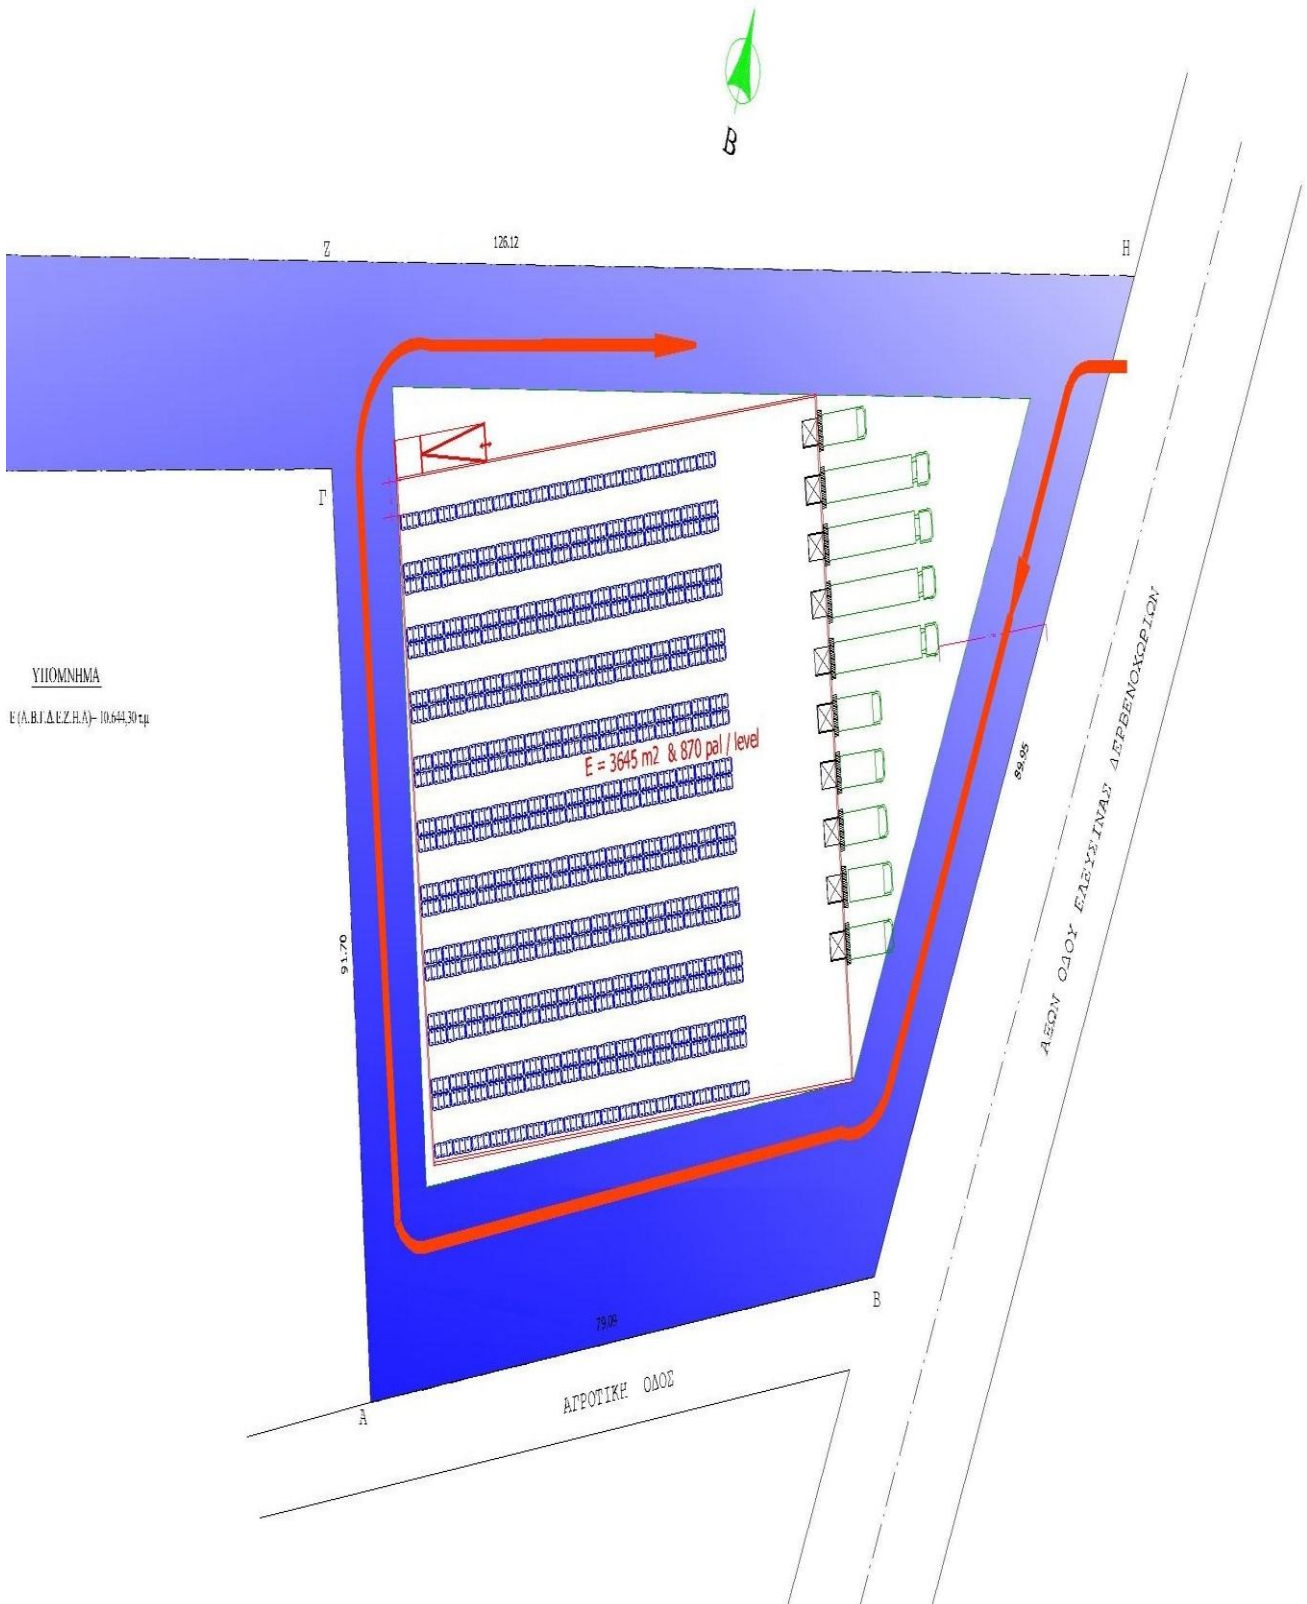 B
Z
126.12
H
Γ
ΥΠΟΜΝΗΜΑ
E (A.B.Γ.Δ.E.Z.H.A)= 10.644,30 τμ
E = 3645 m2 & 870 pal / level
89.95
ΑΞΩΝ ΟΔΟΥ ΕΛΕΥΣΙΝΑΣ ΔΕΡΒΕΝΟΧΩΡΙΩΝ
91.70
79.09
B
A
ΑΓΡΟΤΙΚΗ ΟΔΟΣ